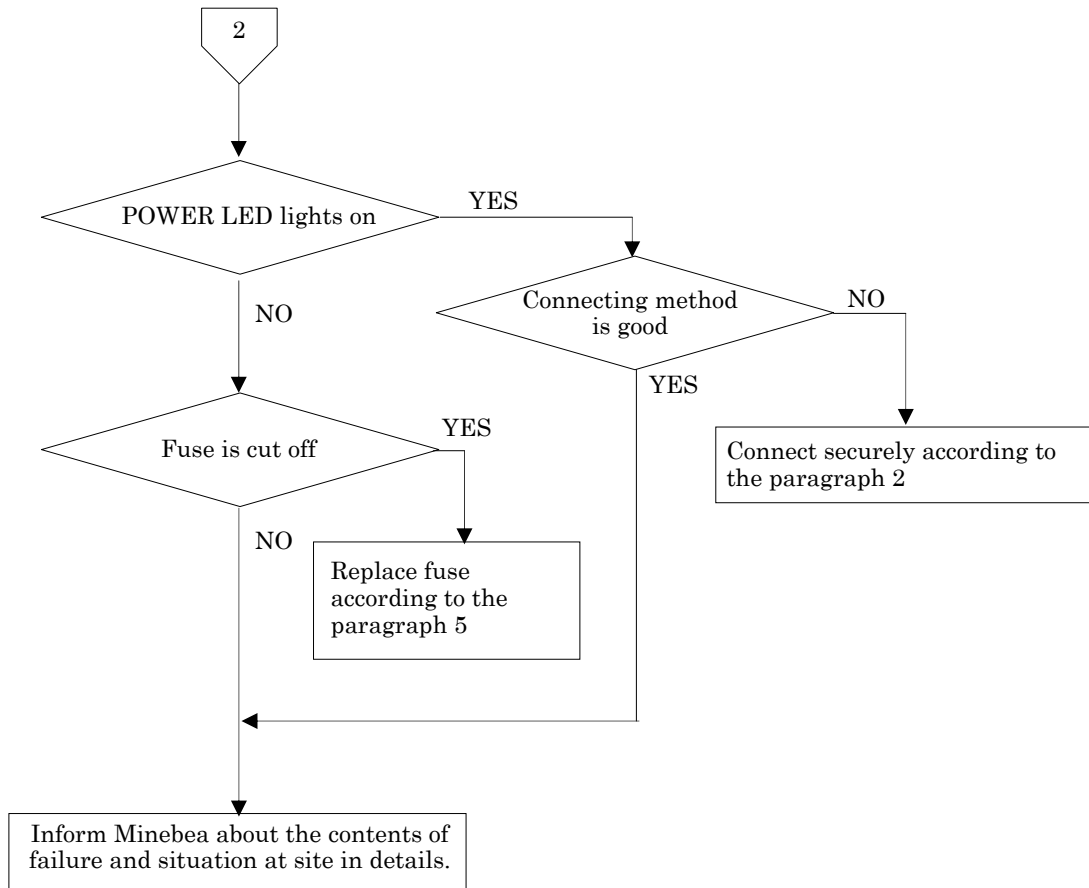 2
POWER LED lights on
YES
Connecting method
is good
NO
NO
YES
Fuse is cut off
YES
Connect securely according to
the paragraph 2
NO
Replace fuse
according to the
paragraph 5
Inform Minebea about the contents of
failure and situation at site in details.